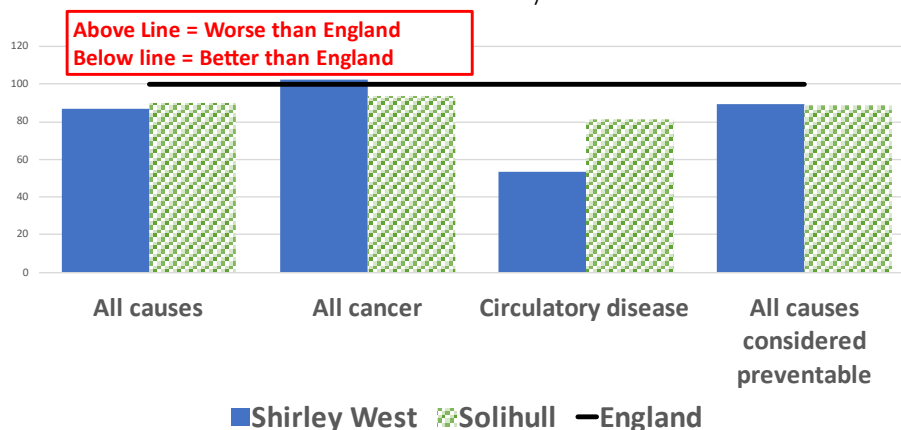 Above Line = Worse than England
Below line = Better than England
120
100
80
60
40
20
0
All causes
All cancer
Circulatory disease
All causes
considered
preventable
Shirley West
Solihull
England